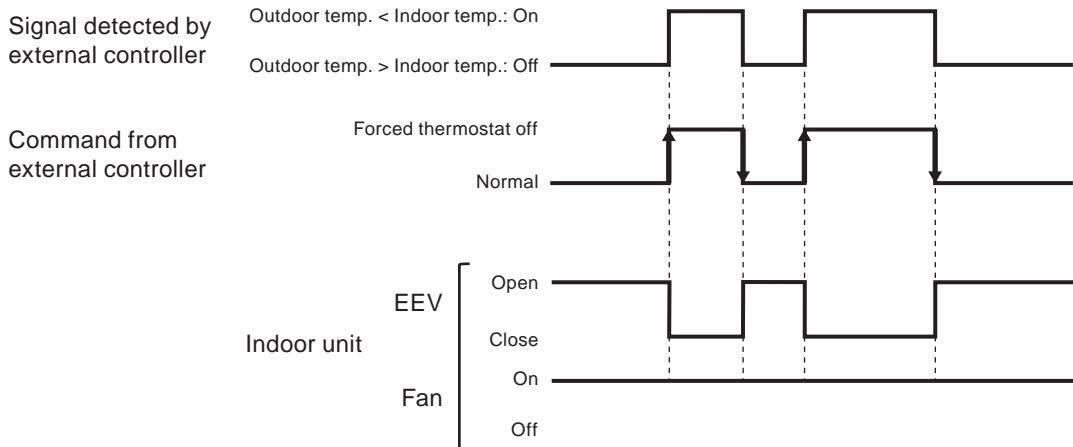 Signal detected by
external controller
Outdoor temp. < Indoor temp.: On
Outdoor temp. > Indoor temp.: Off
Command from
external controller
Forced thermostat off
Normal
Indoor unit
EEV
Open
Close
Fan
On
Off